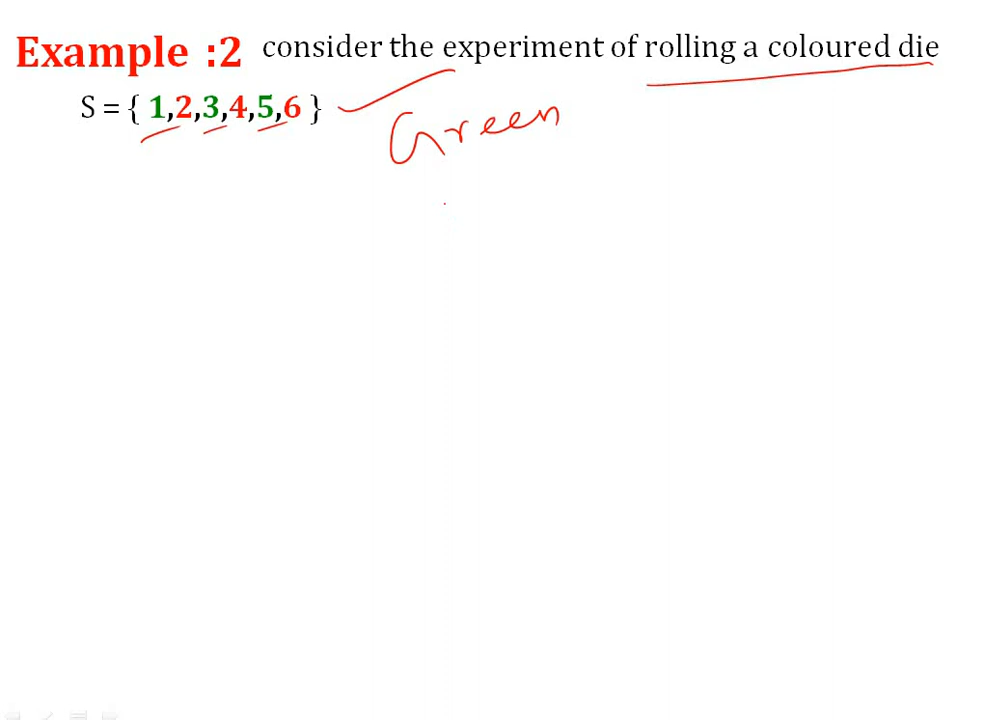 Example :2 consider the experiment of rolling a coloured die
S = { 1,2,3,4,5,6 }
Green